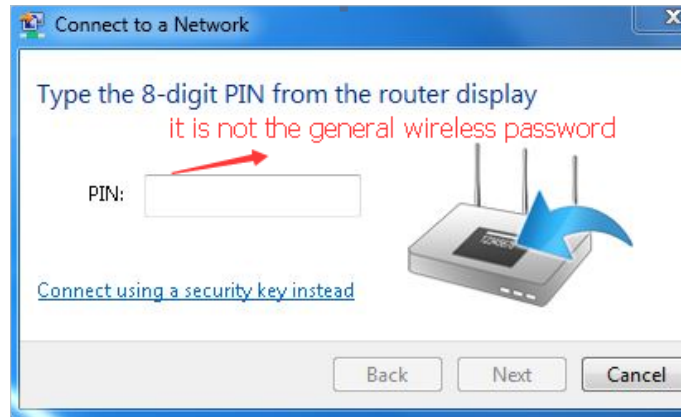 Connect to a Network
X
Type the 8-digit PIN from the router display
it is not the general wireless password
PIN:
12345670
Connect using a security key instead
Back
Next
Cancel